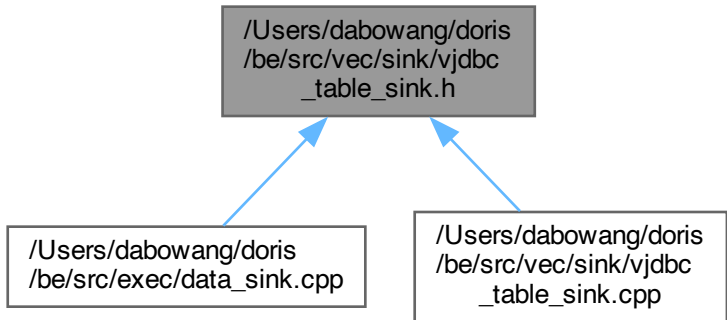 /Users/dabowang/doris
/be/src/vec/sink/vjdbc
_table_sink.h
/Users/dabowang/doris
/be/src/exec/data_sink.cpp
/Users/dabowang/doris
/be/src/vec/sink/vjdbc
_table_sink.cpp